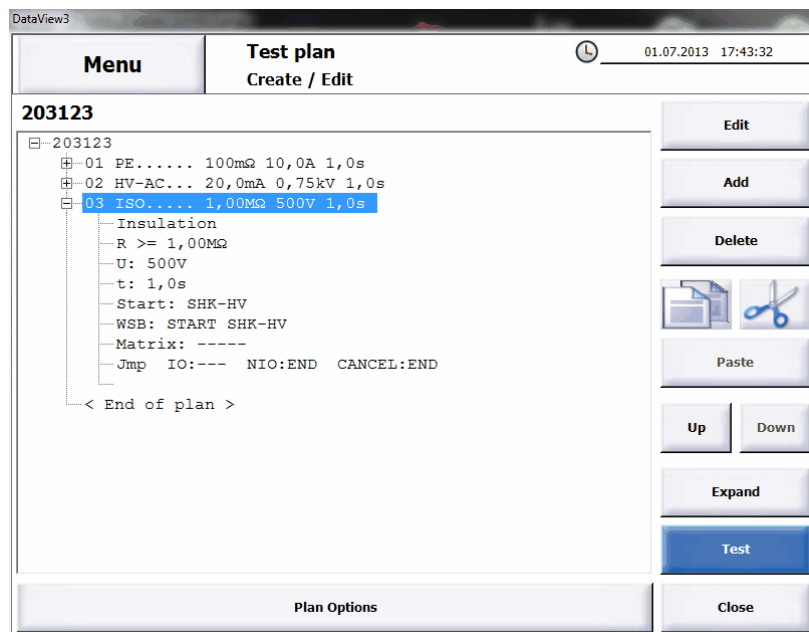 DataView3
Menu
Test plan
Create / Edit
01.07.2013 17:43:32
203123
203123
01 PE...... 100mΩ 10,0A 1,0s
02 HV-AC... 20,0mA 0,75kV 1,0s
03 ISO..... 1,00MΩ 500V 1,0s
Insulation
R >= 1,00MΩ
U: 500V
t: 1,0s
Start: SHK-HV
WSB: START SHK-HV
Matrix: -----
Jmp IO:--- NIO:END CANCEL:END
< End of plan >
Edit
Add
Delete
Paste
Up Down
Expand
Test
Plan Options
Close